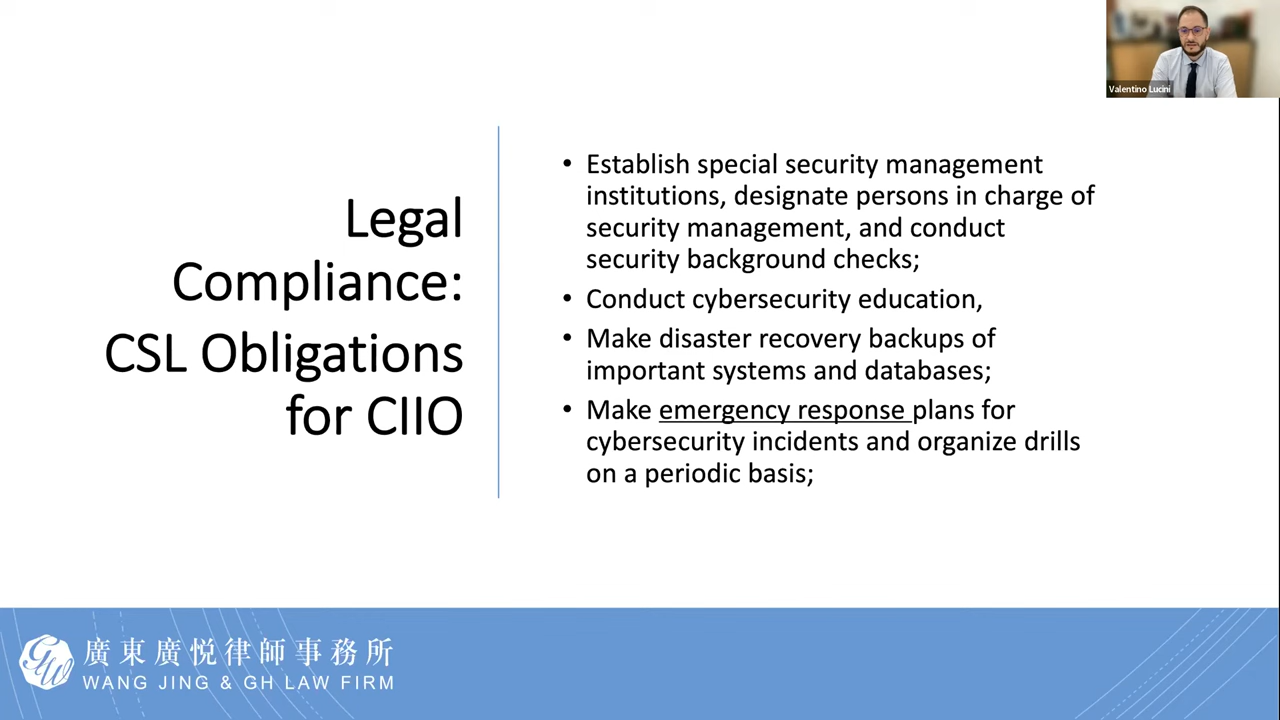 Valentino Lucini
Legal
Compliance:
CSL Obligations
for CIIO
• Establish special security management
institutions, designate persons in charge of
security management, and conduct
security background checks;
• Conduct cybersecurity education,
• Make disaster recovery backups of
important systems and databases;
• Make emergency response plans for
cybersecurity incidents and organize drills
on a periodic basis;
GW
廣東廣悦律師事務所
WANG JING & GH LAW FIRM